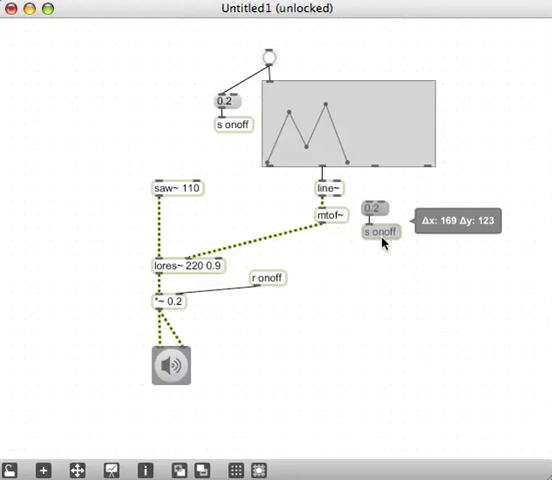 Untitled1 (unlocked)
0.2
s onoff
saw~ 110
line~
0.2
mtof~
s onoff
Δx: 169 Δy: 123
lores~ 220 0.9
r onoff
*~ 0.2